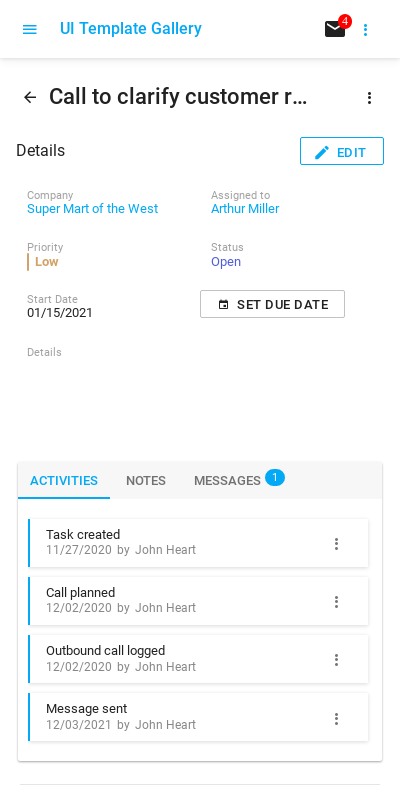 UI Template Gallery
4
Call to clarify customer r…
Details
EDIT
Company
Super Mart of the West
Assigned to
Arthur Miller
Priority
Low
Status
Open
Start Date
01/15/2021
SET DUE DATE
Details
ACTIVITIES NOTES MESSAGES 1
Task created
11/27/2020 by John Heart
Call planned
12/02/2020 by John Heart
Outbound call logged
12/02/2020 by John Heart
Message sent
12/03/2021 by John Heart